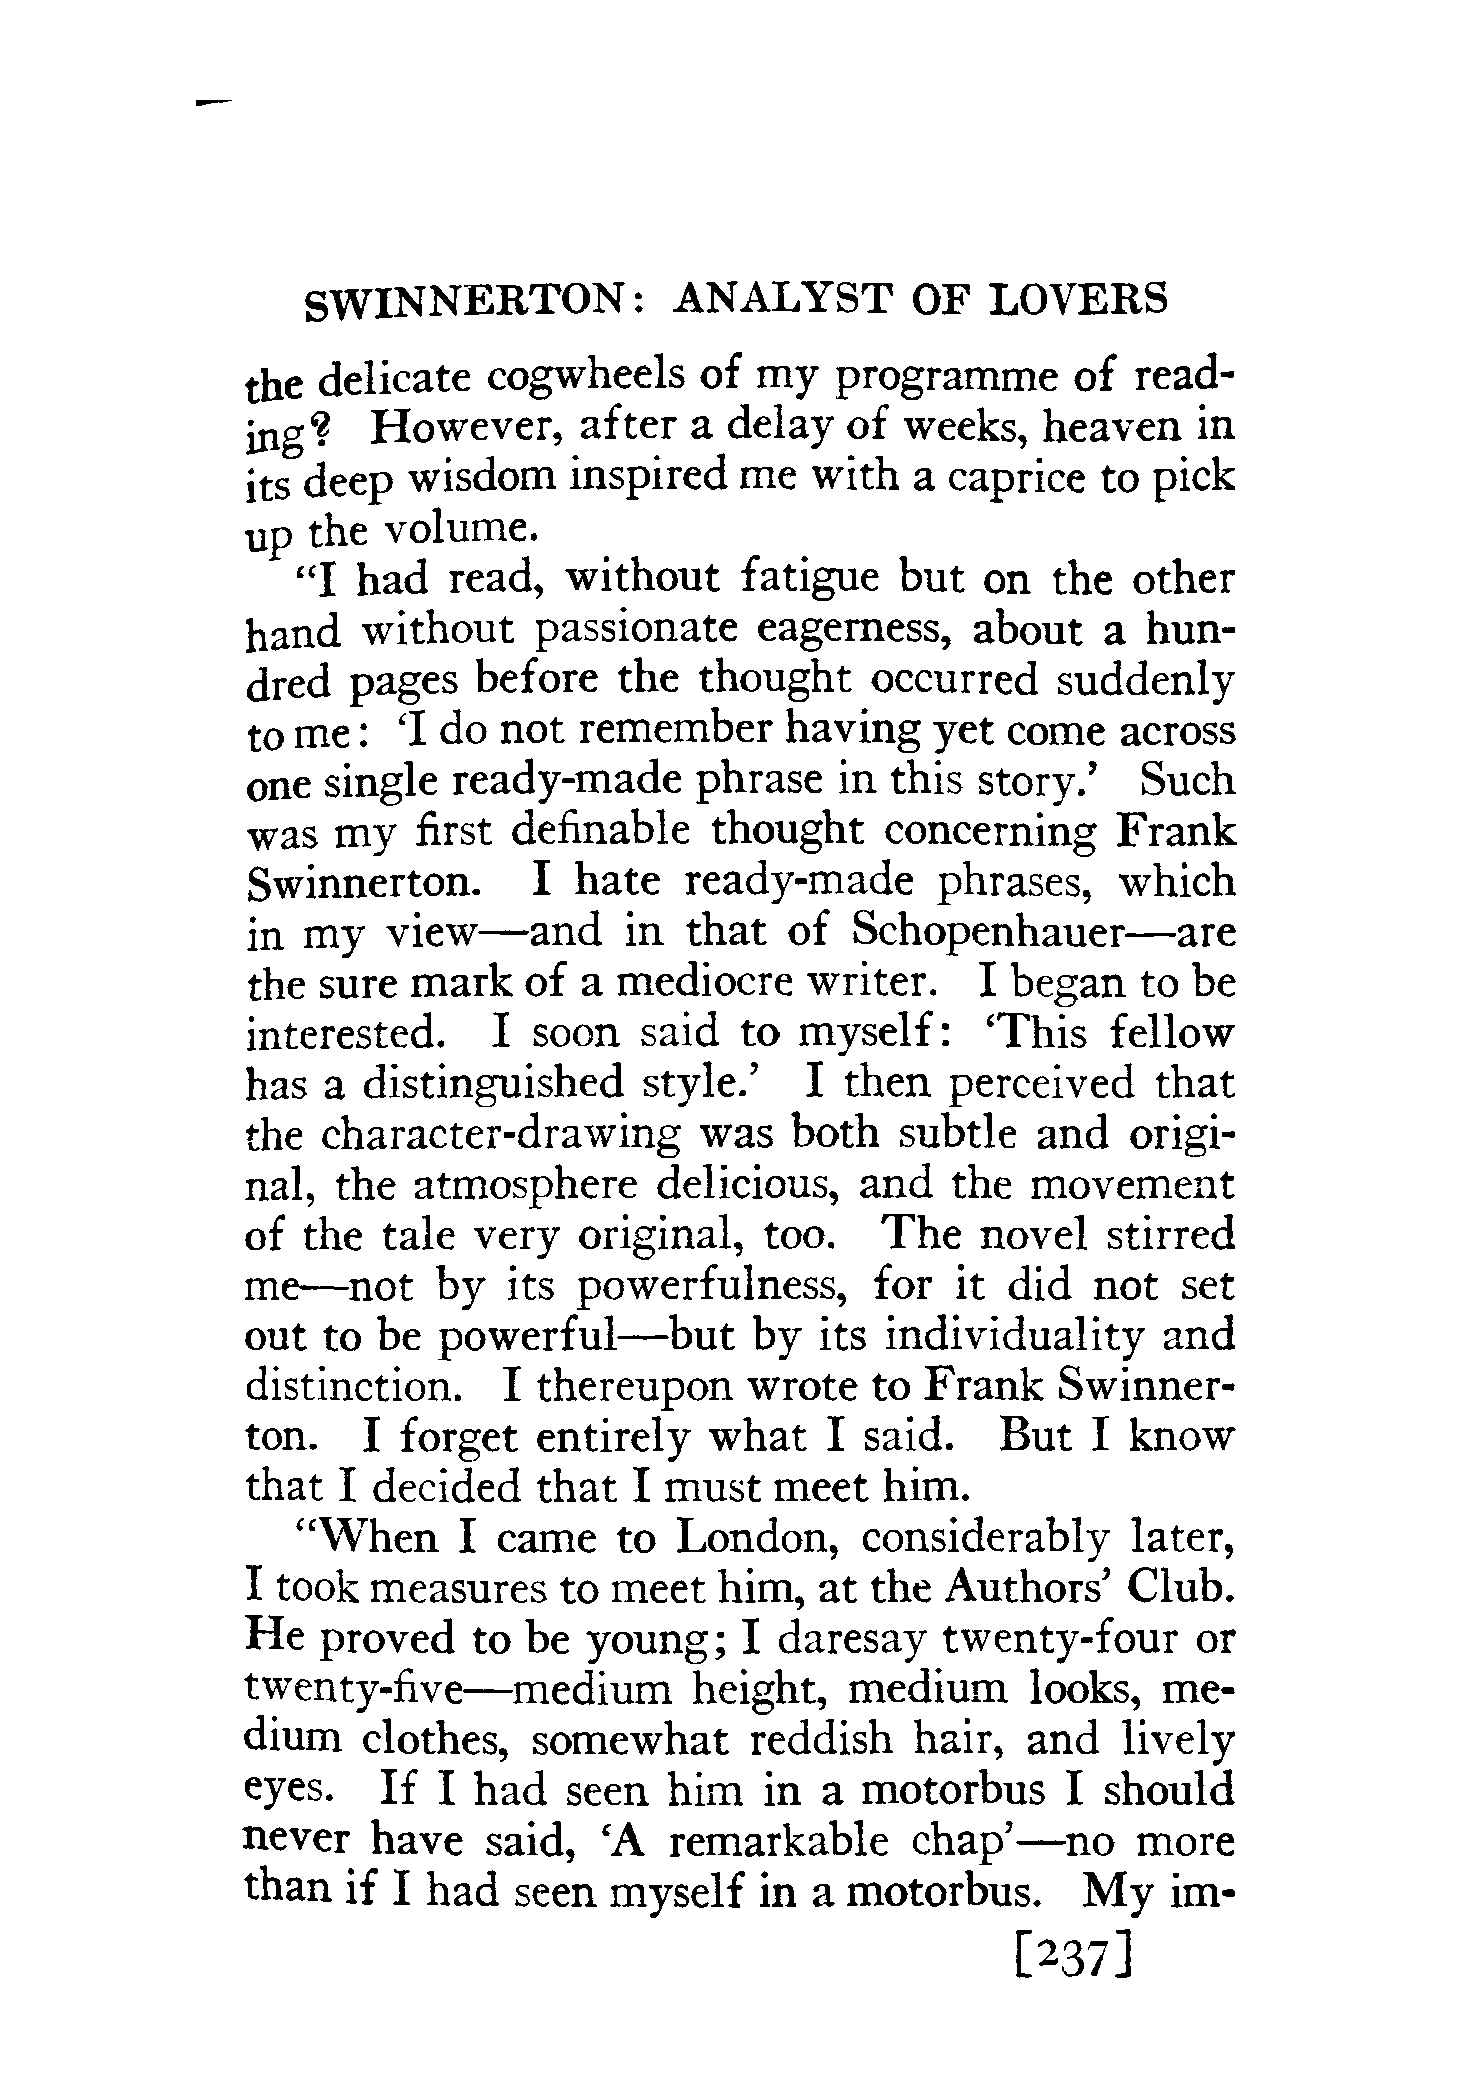 SWINNERTON: ANALYST OF LOVERS
the delicate cogwheels of my programme of read-
ing? However, after a delay of weeks, heaven in
its deep wisdom inspired me with a caprice to pick
up the volume.
"I had read, without fatigue but on the other
hand without passionate eagerness, about a hun-
dred pages before the thought occurred suddenly
to me: 'I do not remember having yet come across
one single ready-made phrase in this story.' Such
was my first definable thought concerning Frank
Swinnerton. I hate ready-made phrases, which
in my view—and in that of Schopenhauer—are
the sure mark of a mediocre writer. I began to be
interested. I soon said to myself: 'This fellow
has a distinguished style.' I then perceived that
the character-drawing was both subtle and origi-
nal, the atmosphere delicious, and the movement
of the tale very original, too. The novel stirred
me—not by its powerfulness, for it did not set
out to be powerful—but by its individuality and
distinction. I thereupon wrote to Frank Swinner-
ton. I forget entirely what I said. But I know
that I decided that I must meet him.
"When I came to London, considerably later,
I took measures to meet him, at the Authors' Club.
He proved to be young; I daresay twenty-four or
twenty-five—medium height, medium looks, me-
dium clothes, somewhat reddish hair, and lively
eyes. If I had seen him in a motorbus I should
never have said, 'A remarkable chap'—no more
than if I had seen myself in a motorbus. My im-
[237]